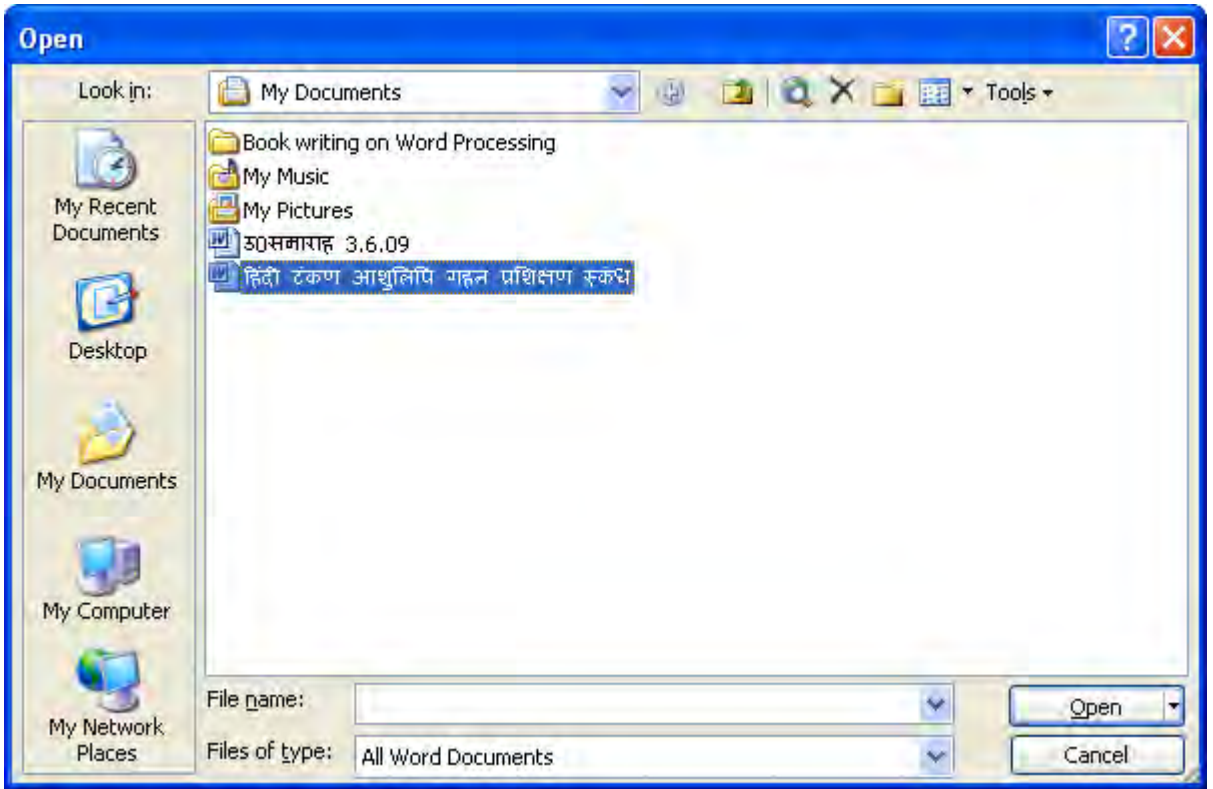 Open
Look in:
My Documents
Tools
Book writing on Word Processing
My Music
My Pictures
उ0समाराह 3.6.09
हिंदी टंकण आशुलिपि गहन प्रशिक्षण स्कंध
My Recent
Documents
Desktop
My Documents
My Computer
My Network
Places
File name:
Open
Files of type:
All Word Documents
Cancel